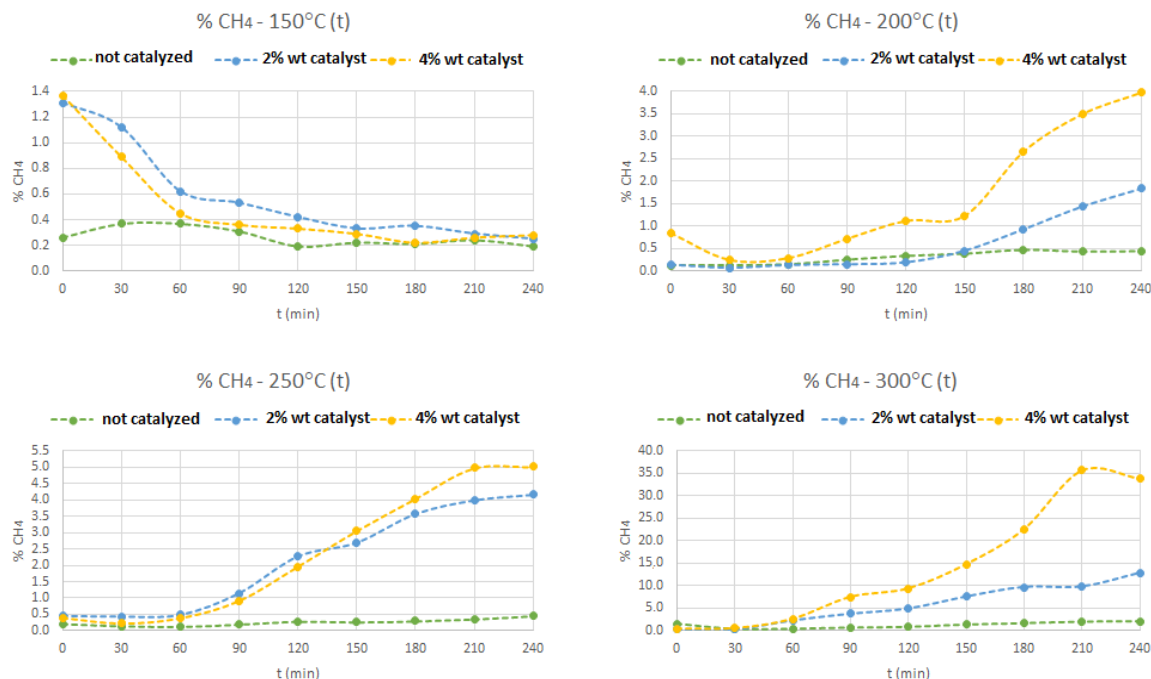 % CH4 - 150°C (t)
not catalyzed 2% wt catalyst 4% wt catalyst
1.4
1.2
1.0
0.8
0.6
0.4
0.2
0.0
% CH4
0 30 60 90 120 150 180 210 240
t (min)
% CH4 - 200°C (t)
not catalyzed 2% wt catalyst 4% wt catalyst
4.0
3.5
3.0
2.5
2.0
1.5
1.0
0.5
0.0
% CH4
0 30 60 90 120 150 180 210 240
t (min)
% CH4 - 250°C (t)
not catalyzed 2% wt catalyst 4% wt catalyst
5.5
5.0
4.5
4.0
3.5
3.0
2.5
2.0
1.5
1.0
0.5
0.0
% CH4
0 30 60 90 120 150 180 210 240
t (min)
% CH4 - 300°C (t)
not catalyzed 2% wt catalyst 4% wt catalyst
40.0
35.0
30.0
25.0
20.0
15.0
10.0
5.0
0.0
% CH4
0 30 60 90 120 150 180 210 240
t (min)